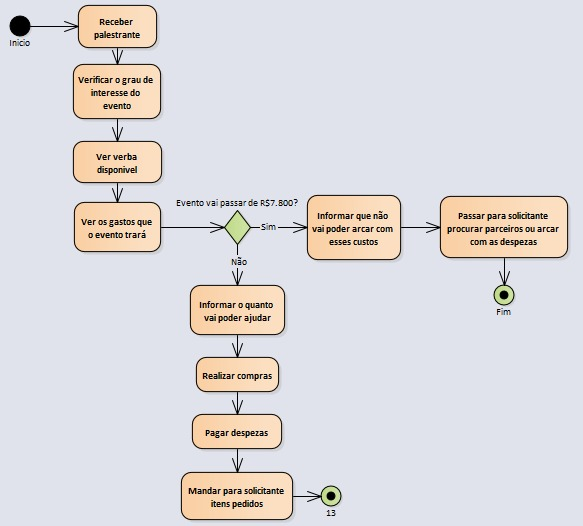 Inicio
Receber
palestrante
Verificar o grau de
interesse do
evento
Ver verba
disponivel
Ver os gastos que
o evento trará
Evento vai passar de R$7.800?
Sim
Informar que não
vai poder arcar com
esses custos
Passar para solicitante
procurar parceiros ou arcar
com as despezas
Fim
Não
Informar o quanto
vai poder ajudar
Realizar compras
Pagar despezas
Mandar para solicitante
itens pedidos
13